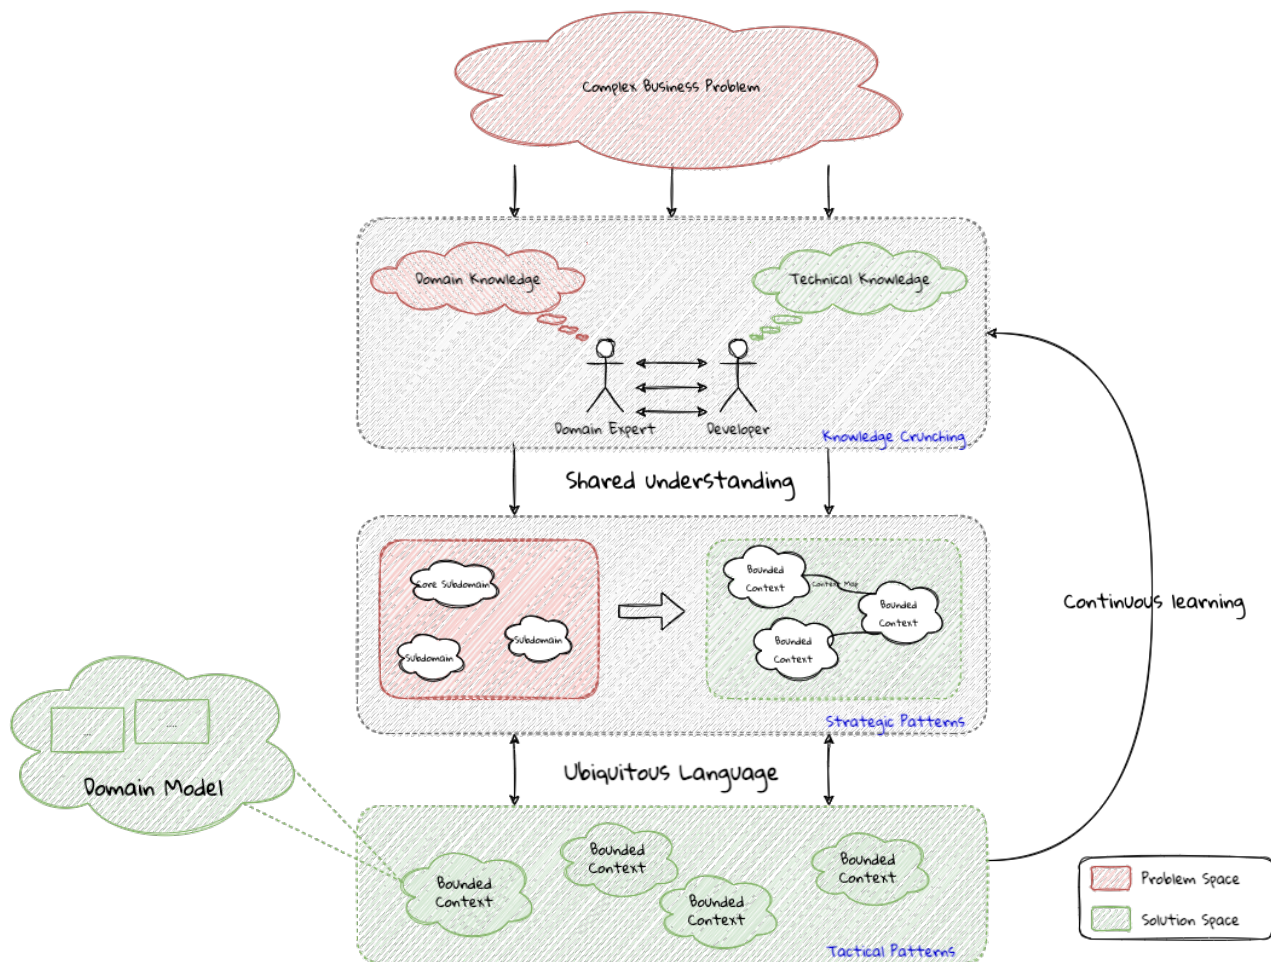 Complex Business Problem
Domain Knowledge
Technical Knowledge
Domain Expert
Developer
Knowledge Crunching
Shared understanding
Core Subdomain
Subdomain
Subdomain
Bounded
Context
Context Map
Bounded
Context
Bounded
Context
Strategic Patterns
Continuous learning
Ubiquitous Language
...
....
Domain Model
Bounded
Context
Bounded
Context
Bounded
Context
Bounded
Context
Tactical Patterns
Problem Space
Solution Space